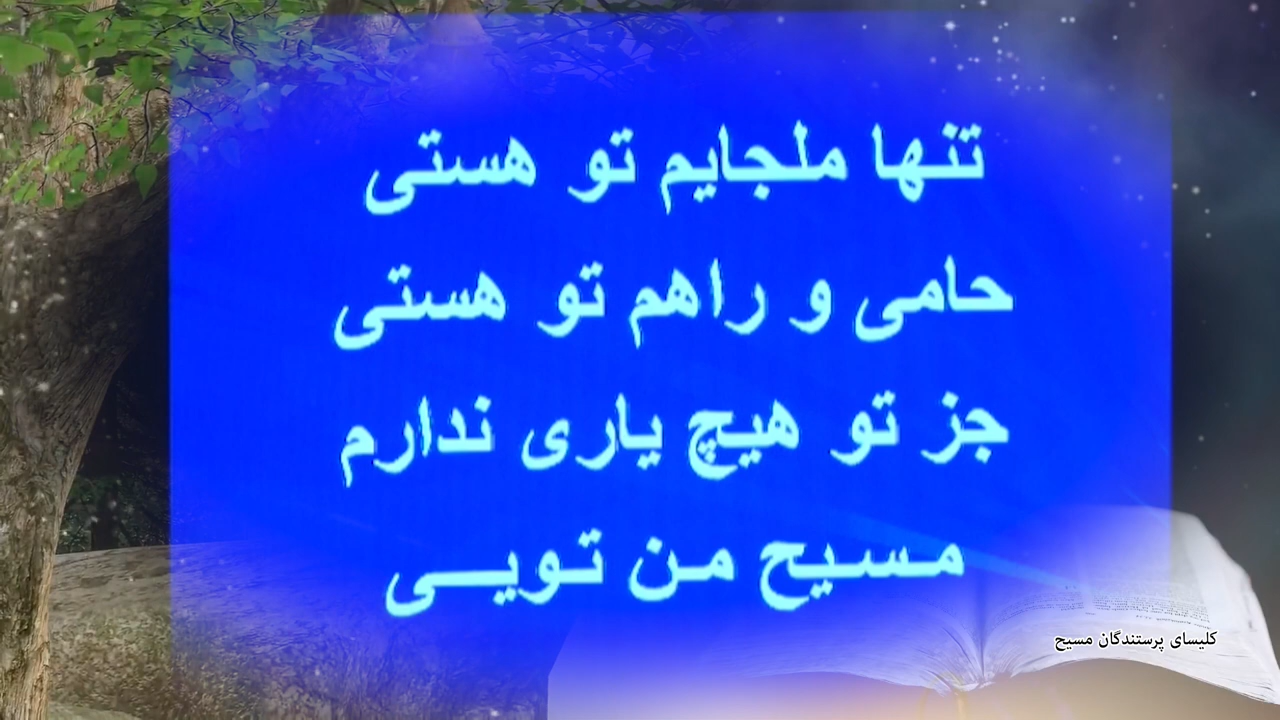 تنها ملجایم تو هستی
حامی و راهم تو هستی
جز تو هیچ یاری ندارم
مسیح من تویی
کلیسای پرستندگان مسیح